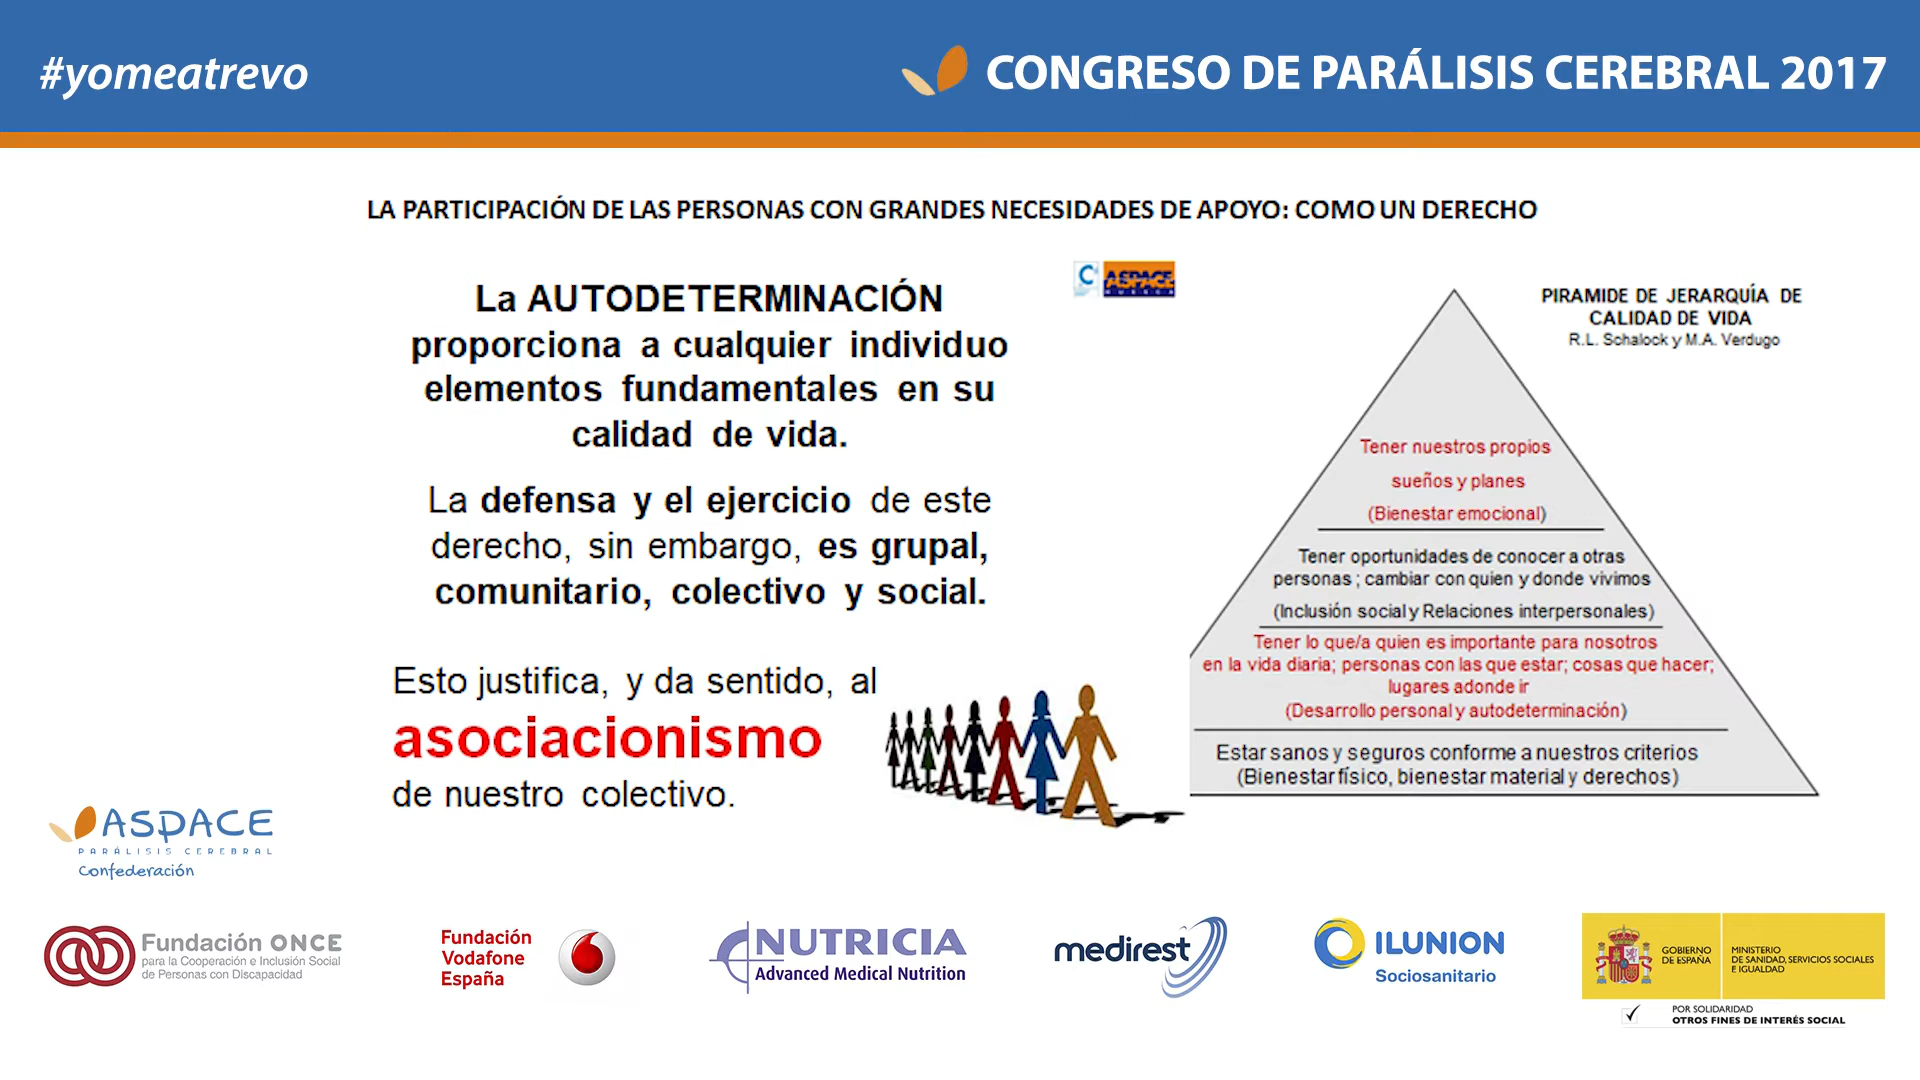 #yomeatrevo
CONGRESO DE PARÁLISIS CEREBRAL 2017
LA PARTICIPACIÓN DE LAS PERSONAS CON GRANDES NECESIDADES DE APOYO: COMO UN DERECHO
La AUTODETERMINACIÓN
proporciona a cualquier individuo
elementos fundamentales en su
calidad de vida.
La defensa y el ejercicio de este
derecho, sin embargo, es grupal,
comunitario, colectivo y social.
Esto justifica, y da sentido, al
asociacionismo
de nuestro colectivo.
C ASPACE
HUESCA
PIRAMIDE DE JERARQUÍA DE
CALIDAD DE VIDA
R.L. Schalock y M.A. Verdugo
Tener nuestros propios
sueños y planes
(Bienestar emocional)
Tener oportunidades de conocer a otras
personas ; cambiar con quien y donde vivimos
(Inclusión social y Relaciones interpersonales)
Tener lo que/a quien es importante para nosotros
en la vida diaria; personas con las que estar; cosas que hacer;
lugares adonde ir
(Desarrollo personal y autodeterminación)
Estar sanos y seguros conforme a nuestros criterios
(Bienestar físico, bienestar material y derechos)
ASPACE
PARÁLISIS CEREBRAL
Confederación
Fundación ONCE
para la Cooperación e Inclusión Social
de Personas con Discapacidad
Fundación
Vodafone
España
NUTRICIA
Advanced Medical Nutrition
medirest
ILUNION
Sociosanitario
GOBIERNO
DE ESPAÑA
MINISTERIO
DE SANIDAD, SERVICIOS SOCIALES
E IGUALDAD
POR SOLIDARIDAD
OTROS FINES DE INTERÉS SOCIAL